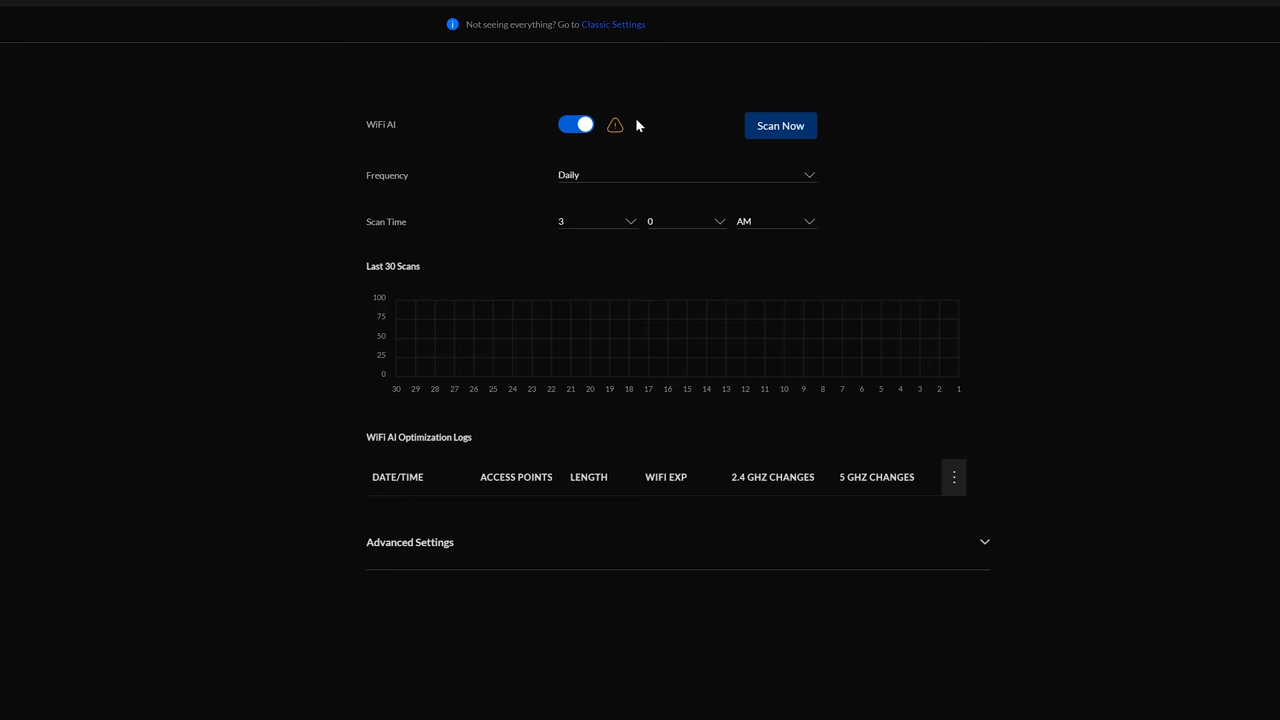 Not seeing everything? Go to Classic Settings
WiFi AI
Scan Now
Frequency
Daily
Scan Time
3
0
AM
Last 30 Scans
100
75
50
25
0
30 29 28 27 26 25 24 23 22 21 20 19 18 17 16 15 14 13 12 11 10 9 8 7 6 5 4 3 2 1
WiFi AI Optimization Logs
DATE/TIME ACCESS POINTS LENGTH WIFI EXP 2.4 GHZ CHANGES 5 GHZ CHANGES
Advanced Settings